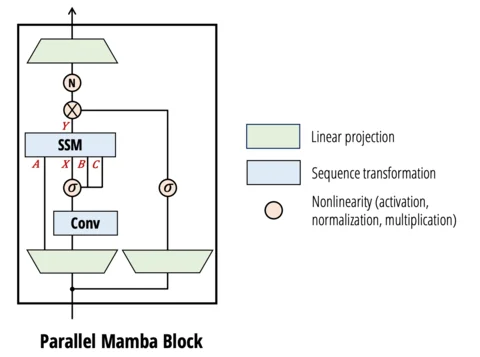 N
Y
SSM
A X B C
σ
σ
Conv
Linear projection
Sequence transformation
Nonlinearity (activation,
normalization, multiplication)
Parallel Mamba Block